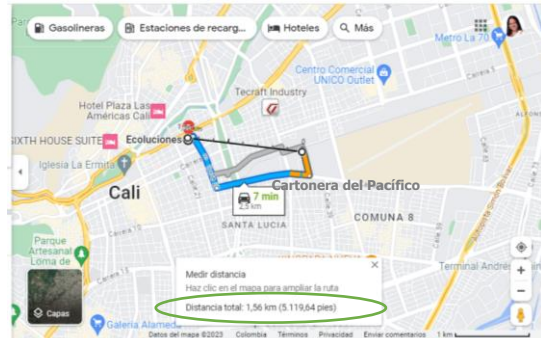 Gasolineras
Estaciones de recarg...
Hoteles
Más
Metro La 70
Centro Comercial
UNICO Outlet
Carrera 5
Tecraft Industry
Hotel Plaza Las
Américas Cali
SIXTH HOUSE SUITE
Ecoluciones
Iglesia La Ermita
Cali
7 min
2,5 km
Cartonera del Pacífico
SANTA LUCIA
COMUNA 8
Parque
Artesanal
Loma de
Terminal Andrés
Medir distancia
Haz clic en el mapa para ampliar la ruta
Distancia total: 1,56 km (5.119,64 pies)
Capas
Galería Alameda
Datos del mapa ©2023 Colombia Términos Privacidad Enviar comentarios 1 km